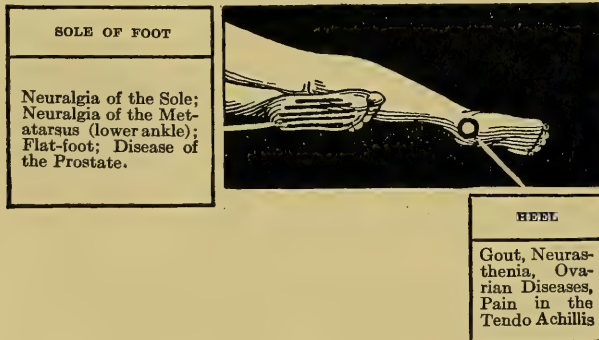 SOLE OF FOOT
Neuralgia of the Sole;
Neuralgia of the Met-
atarsus (lower ankle);
Flat-foot; Disease of
the Prostate.
HEEL
Gout, Neuras-
thenia, Ova-
rian Diseases,
Pain in the
Tendo Achillis